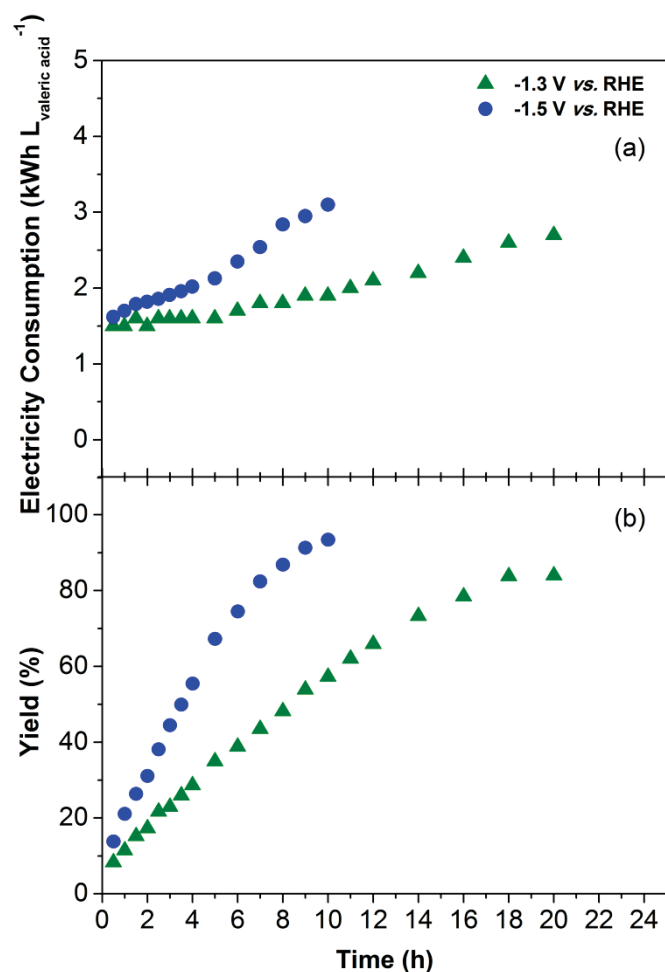 Electricity Consumption (kWh L_valeric acid^-1)
5
4
3
2
1
0
-1.3 V vs. RHE
-1.5 V vs. RHE
(a)
Yield (%)
100
80
60
40
20
0
(b)
0 2 4 6 8 10 12 14 16 18 20 22 24
Time (h)